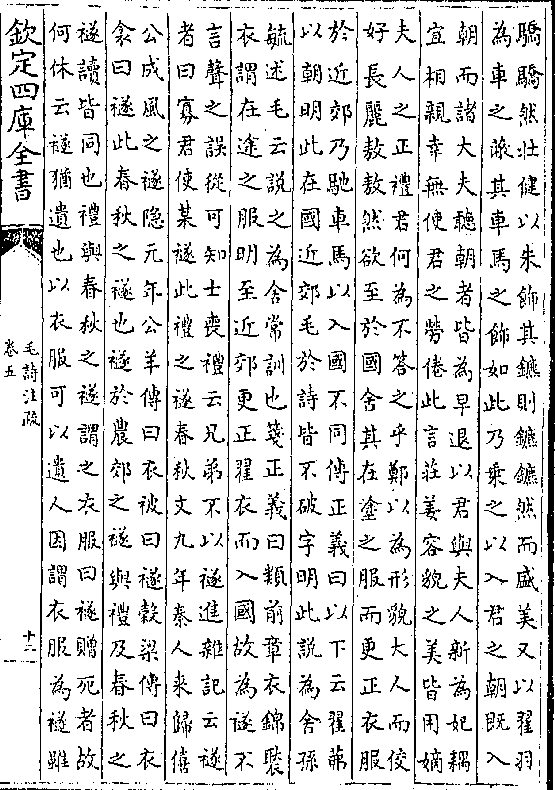 驕驕然壯健以朱飾其鑣則鑣鑣然而盛美又以翟羽
為車之蔽其車馬之飾如此乃乘之以入君之朝既入
朝而諸大夫聽朝者皆為早退以君與夫人新為妃耦
宜相親幸無使君之勞倦此言莊姜容貌之美皆用嫡
夫人之正禮君何為不答之乎鄭以為形貌大人而佼
好長麗敖敖然欲至於國舍其在塗之服而更正衣服
於近郊乃馳車馬以入國不同傳正義曰以下云翟茀
以朝明此在國近郊毛於詩皆不破字明此說為舍孫
毓述毛云說之為舍常訓也箋正義曰類前章衣錦褧
衣謂在途之服明至近郊更正翟衣而入國故為襚不
言聲之誤從可知士喪禮云兄弟不以襚進雜記云襚
者曰寡君使某襚此禮之襚春秋文九年秦人來歸僖
公成風之襚隐元年公羊傳曰衣被曰襚穀梁傳曰衣
衾曰襚此春秋之襚也襚於農郊之襚與禮及春秋之
襚讀皆同也禮與春秋之襚謂之衣服曰襚贈死者故
何休云襚猶遺也以衣服可以遺人因謂衣服為襚雖
欽定四庫全書
毛詩注疏
卷五
十二